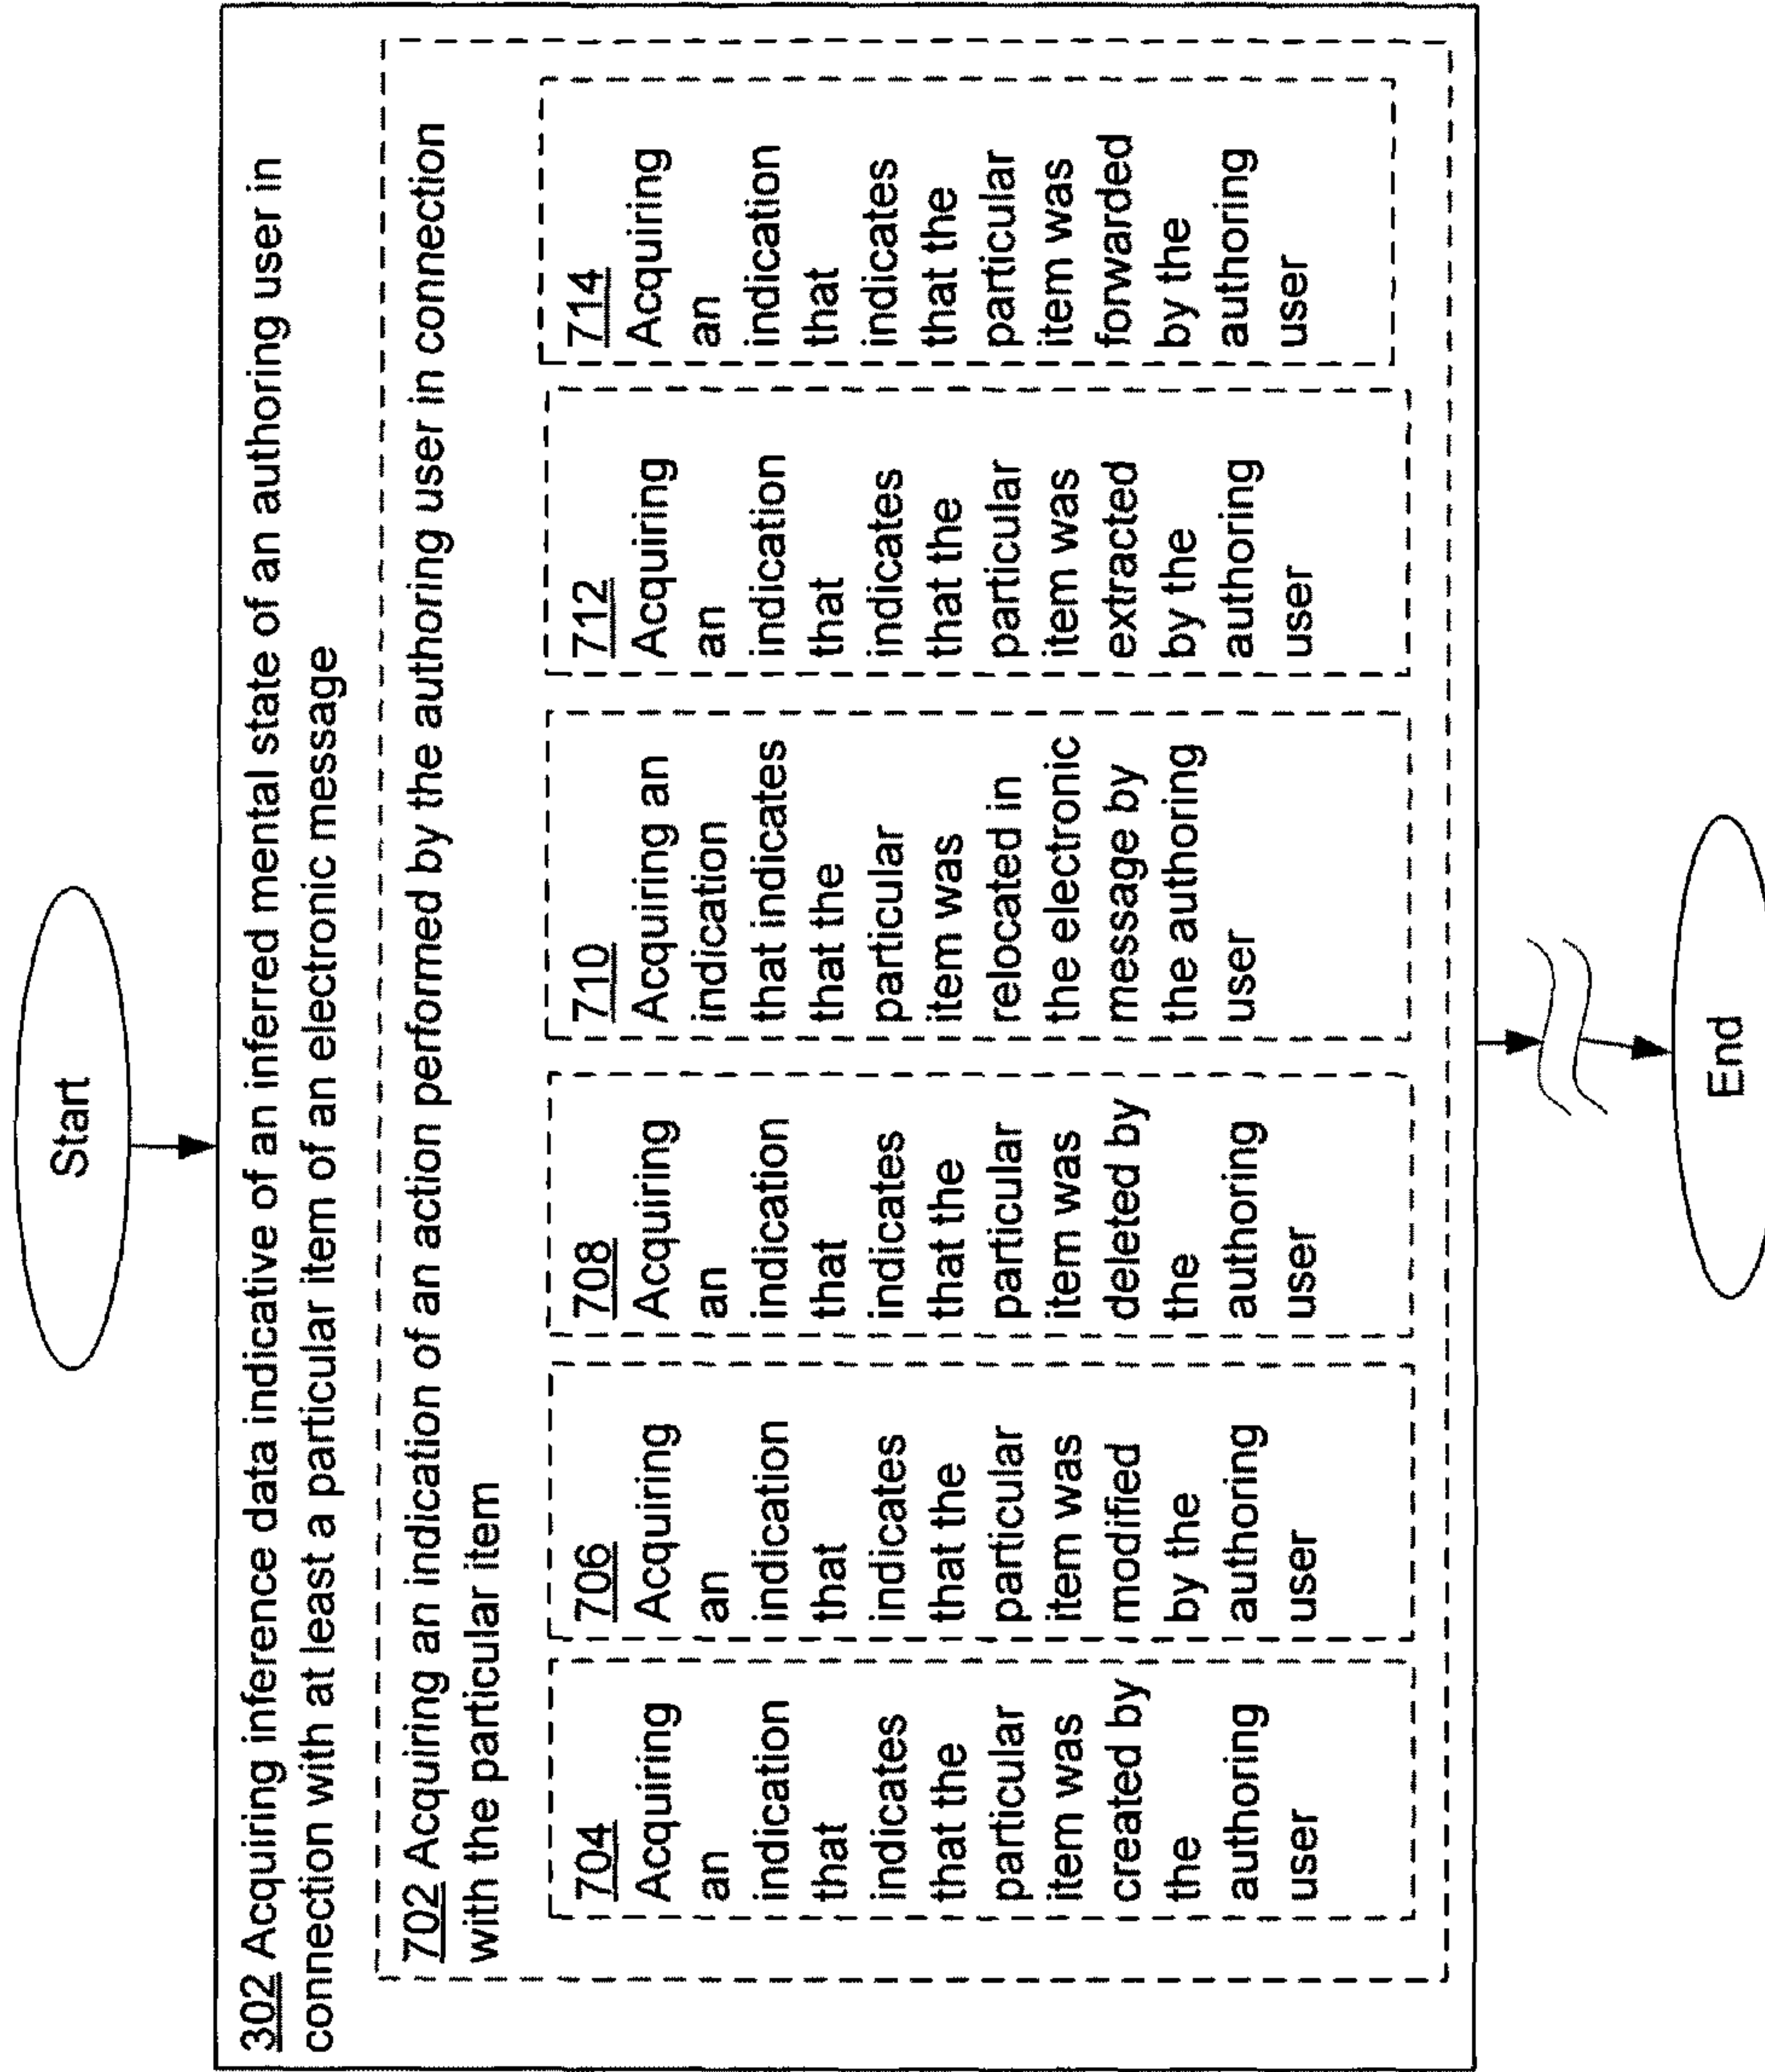 Start
302 Acquiring inference data indicative of an inferred mental state of an authoring user in
connection with at least a particular item of an electronic message
702 Acquiring an indication of an action performed by the authoring user in connection
with the particular item
704
Acquiring
an
indication
that
indicates
that the
particular
item was
created by
the
authoring
user
706
Acquiring
an
indication
that
indicates
that the
particular
item was
modified
by the
authoring
user
708
Acquiring
an
indication
that
indicates
that the
particular
item was
deleted by
the
authoring
user
710
Acquiring an
indication
that indicates
that the
particular
item was
relocated in
the electronic
message by
the authoring
user
712
Acquiring
an
indication
that
indicates
that the
particular
item was
extracted
by the
authoring
user
714
Acquiring
an
indication
that
indicates
that the
particular
item was
forwarded
by the
authoring
user
End